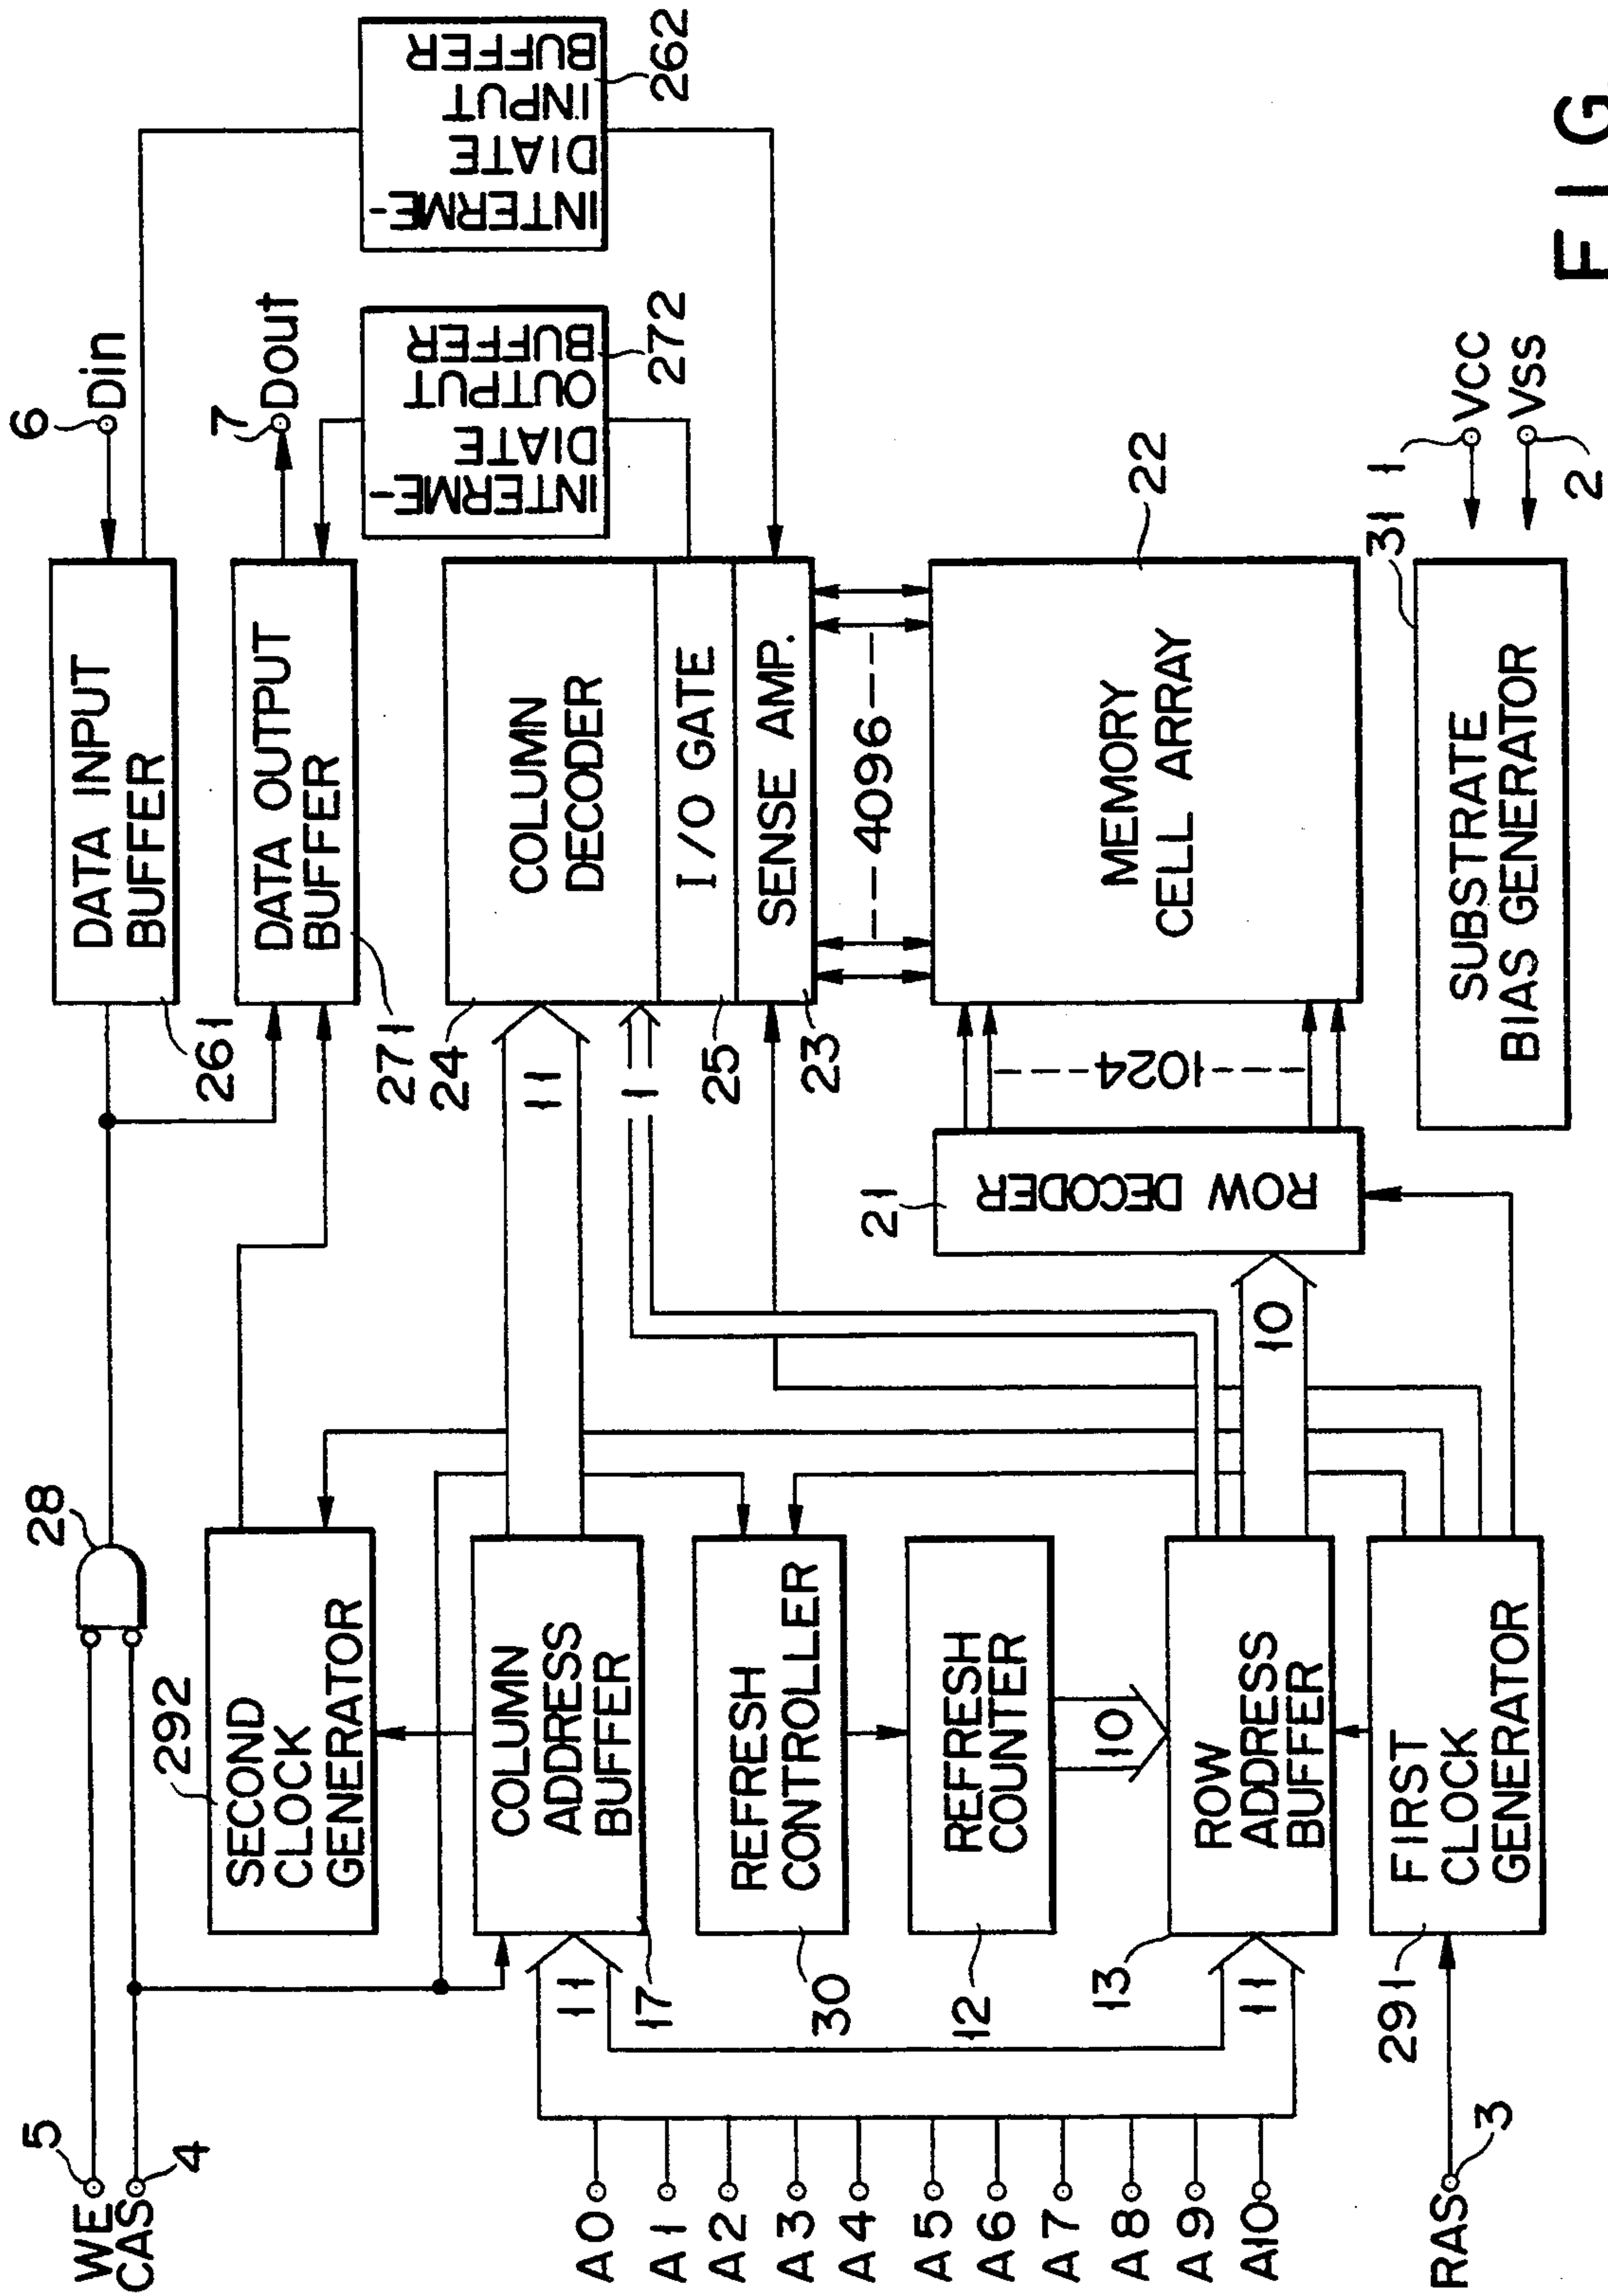 WE
5
CAS
4
28
6
Din
DATA INPUT
BUFFER
261
7
Dout
DATA OUTPUT
BUFFER
271
292
SECOND
CLOCK
GENERATOR
INTERME-
DIATE
OUTPUT
BUFFER
272
INTERME-
DIATE
INPUT
BUFFER
262
COLUMN
ADDRESS
BUFFER
17
11
11
24
COLUMN
DECODER
1
25
I/O GATE
23
SENSE AMP.
4096
A0
A1
A2
A3
A4
A5
A6
A7
A8
A9
A10
REFRESH
CONTROLLER
30
REFRESH
COUNTER
12
10
13
11
ROW
ADDRESS
BUFFER
10
21
ROW DECODER
1024
MEMORY
CELL ARRAY
22
RAS
3
291
FIRST
CLOCK
GENERATOR
SUBSTRATE
BIAS GENERATOR
31
1
VCC
VSS
2
FIG.